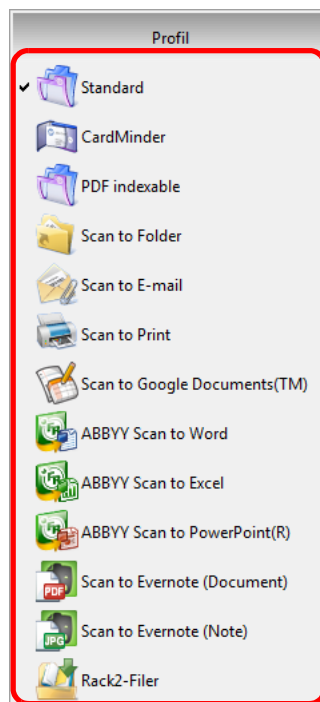 Profil
Standard
CardMinder
PDF indexable
Scan to Folder
Scan to E-mail
Scan to Print
Scan to Google Documents(TM)
ABBYY Scan to Word
ABBYY Scan to Excel
ABBYY Scan to PowerPoint(R)
PDF
Scan to Evernote (Document)
JPG
Scan to Evernote (Note)
Rack2-Filer